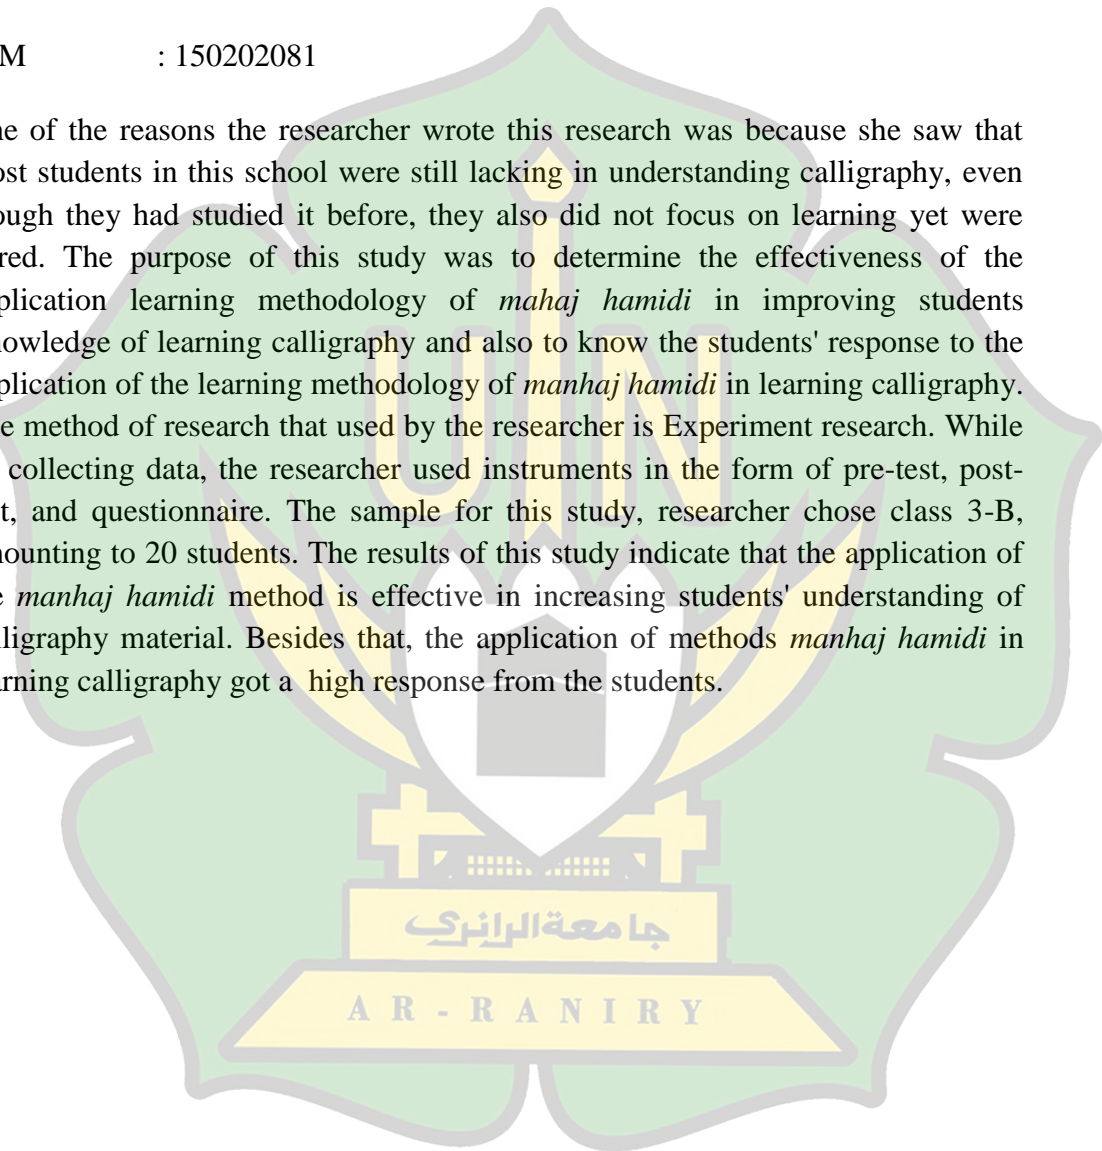 M : 150202081
ne of the reasons the researcher wrote this research was because she saw that
ost students in this school were still lacking in understanding calligraphy, even
ough they had studied it before, they also did not focus on learning yet were
red. The purpose of this study was to determine the effectiveness of the
plication learning methodology of mahaj hamidi in improving students
nowledge of learning calligraphy and also to know the students' response to the
plication of the learning methodology of manhaj hamidi in learning calligraphy.
e method of research that used by the researcher is Experiment research. While
collecting data, the researcher used instruments in the form of pre-test, post-
t, and questionnaire. The sample for this study, researcher chose class 3-B,
mounting to 20 students. The results of this study indicate that the application of
e manhaj hamidi method is effective in increasing students' understanding of
lligraphy material. Besides that, the application of methods manhaj hamidi in
arning calligraphy got a high response from the students.
UIN
جامعة الرانري
AR-RANIRY